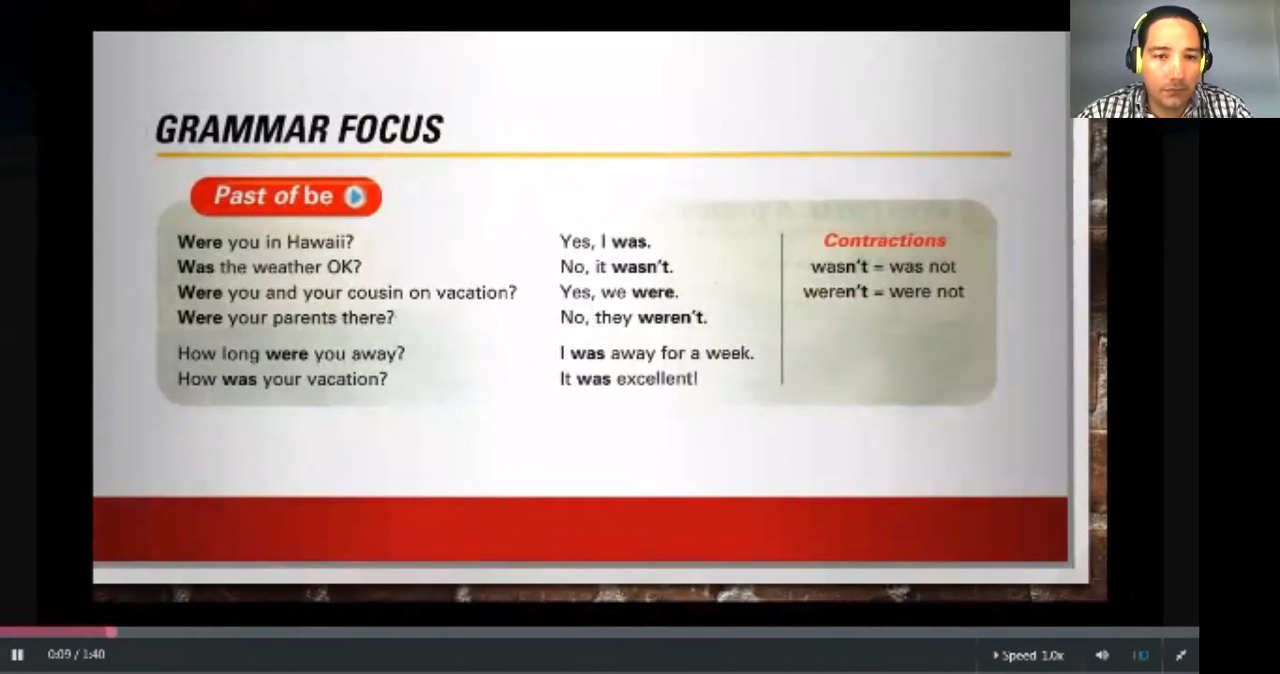 GRAMMAR FOCUS
Past of be
Were you in Hawaii? Yes, I was.
Was the weather OK? No, it wasn't.
Were you and your cousin on vacation? Yes, we were.
Were your parents there? No, they weren't.
How long were you away? I was away for a week.
How was your vacation? It was excellent!
Contractions
wasn't = was not
weren't = were not
0:09 / 1:40
Speed 1.0x
HD